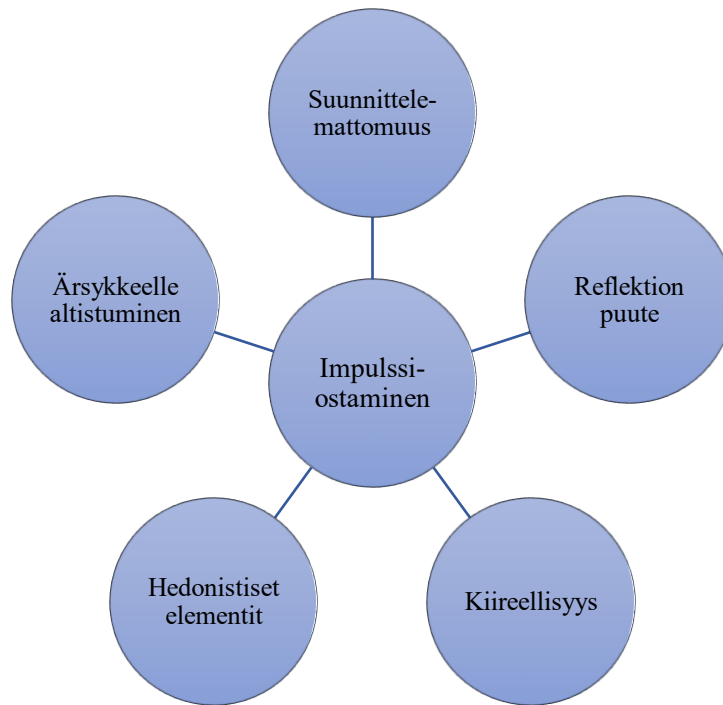 Suunnittele-
mattomuus
Ärsykkeelle
altistuminen
Reflektion
puute
Impulssi-
ostaminen
Hedonistiset
elementit
Kiireellisyys